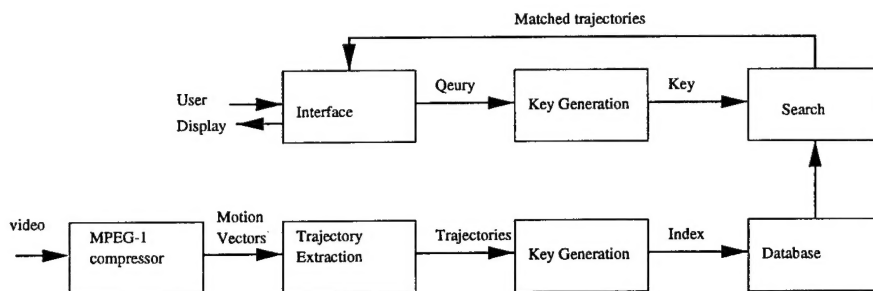 Matched trajectories
User
Display
Interface
Qeury
Key Generation
Key
Search
video
MPEG-1
compressor
Motion
Vectors
Trajectory
Extraction
Trajectories
Key Generation
Index
Database